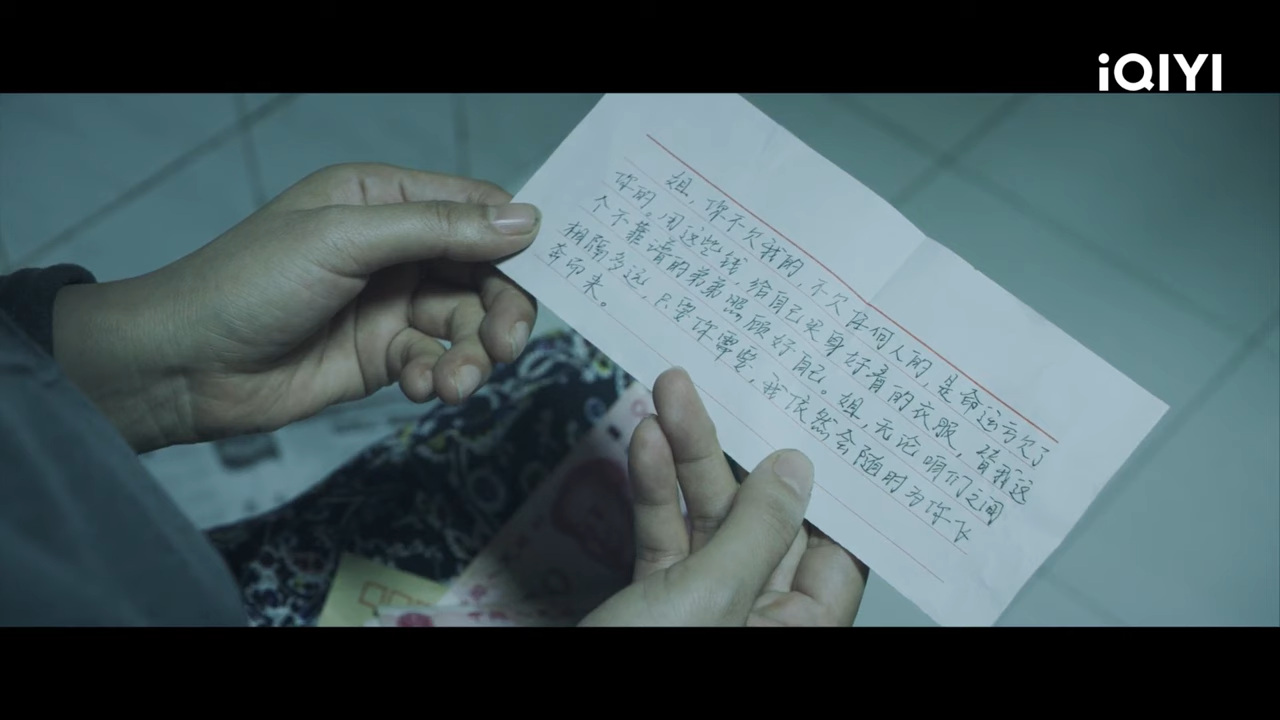 iQIYI
姐，你不欠我的，不欠任何人的，是命运亏欠了
你的。用这些钱，给自己买身好看的衣服，替我这
个不靠谱的弟弟照顾好自己。姐，无论咱们之间
相隔多远，只要你需要，我依然会随时为你飞
奔而来。